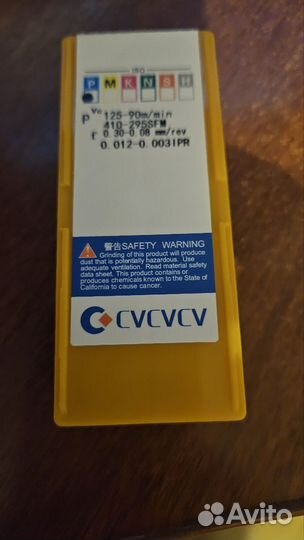 ISO
P M K N S H
P Vc 125-90m/min
410-295SFM
f 0.30-0.08 mm/rev
0.012-0.003IPR
警告SAFETY WARNING
Grinding of this product will produce
dust that is potentially hazardous. Use
adequate ventilation. Read material safety
data sheet. This product contains or
produces chemicals known to the State of
California to cause cancer.
CVCVCV
Avito